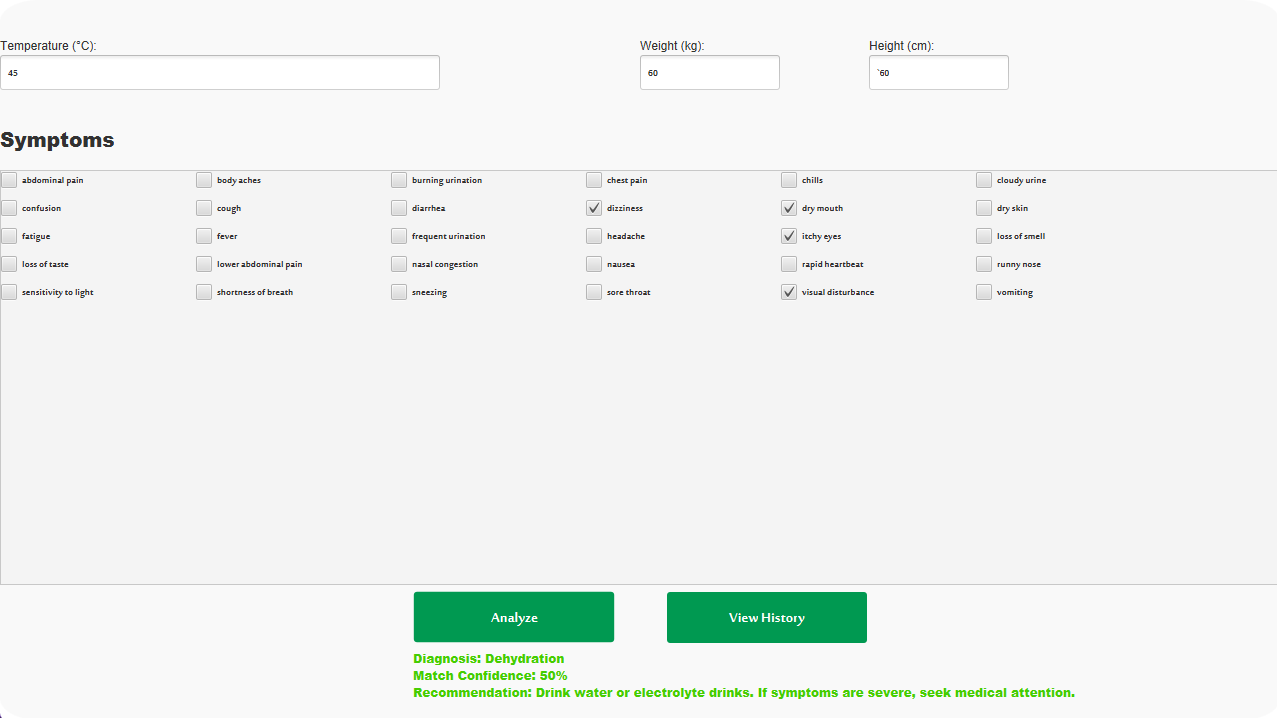 Temperature (°C): Weight (kg): Height (cm):
45 60 `60
Symptoms
abdominal pain body aches burning urination chest pain chills cloudy urine
confusion cough diarrhea dizziness dry mouth dry skin
fatigue fever frequent urination headache itchy eyes loss of smell
loss of taste lower abdominal pain nasal congestion nausea rapid heartbeat runny nose
sensitivity to light shortness of breath sneezing sore throat visual disturbance vomiting
Analyze View History
Diagnosis: Dehydration
Match Confidence: 50%
Recommendation: Drink water or electrolyte drinks. If symptoms are severe, seek medical attention.